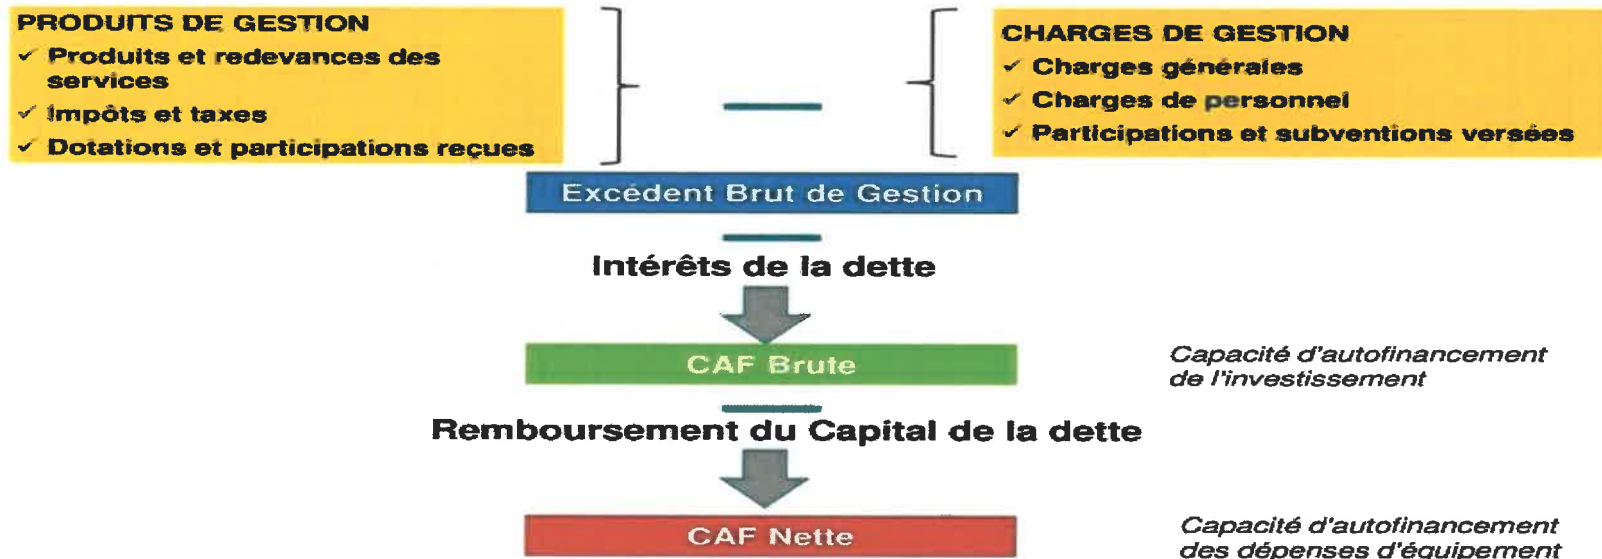 PRODUITS DE GESTION
✓ Produits et redevances des
services
✓ Impôts et taxes
✓ Dotations et participations reçues
CHARGES DE GESTION
✓ Charges générales
✓ Charges de personnel
✓ Participations et subventions versées
Excédent Brut de Gestion
Intérêts de la dette
CAF Brute
Capacité d'autofinancement
de l'investissement
Remboursement du Capital de la dette
CAF Nette
Capacité d'autofinancement
des dépenses d'équipement